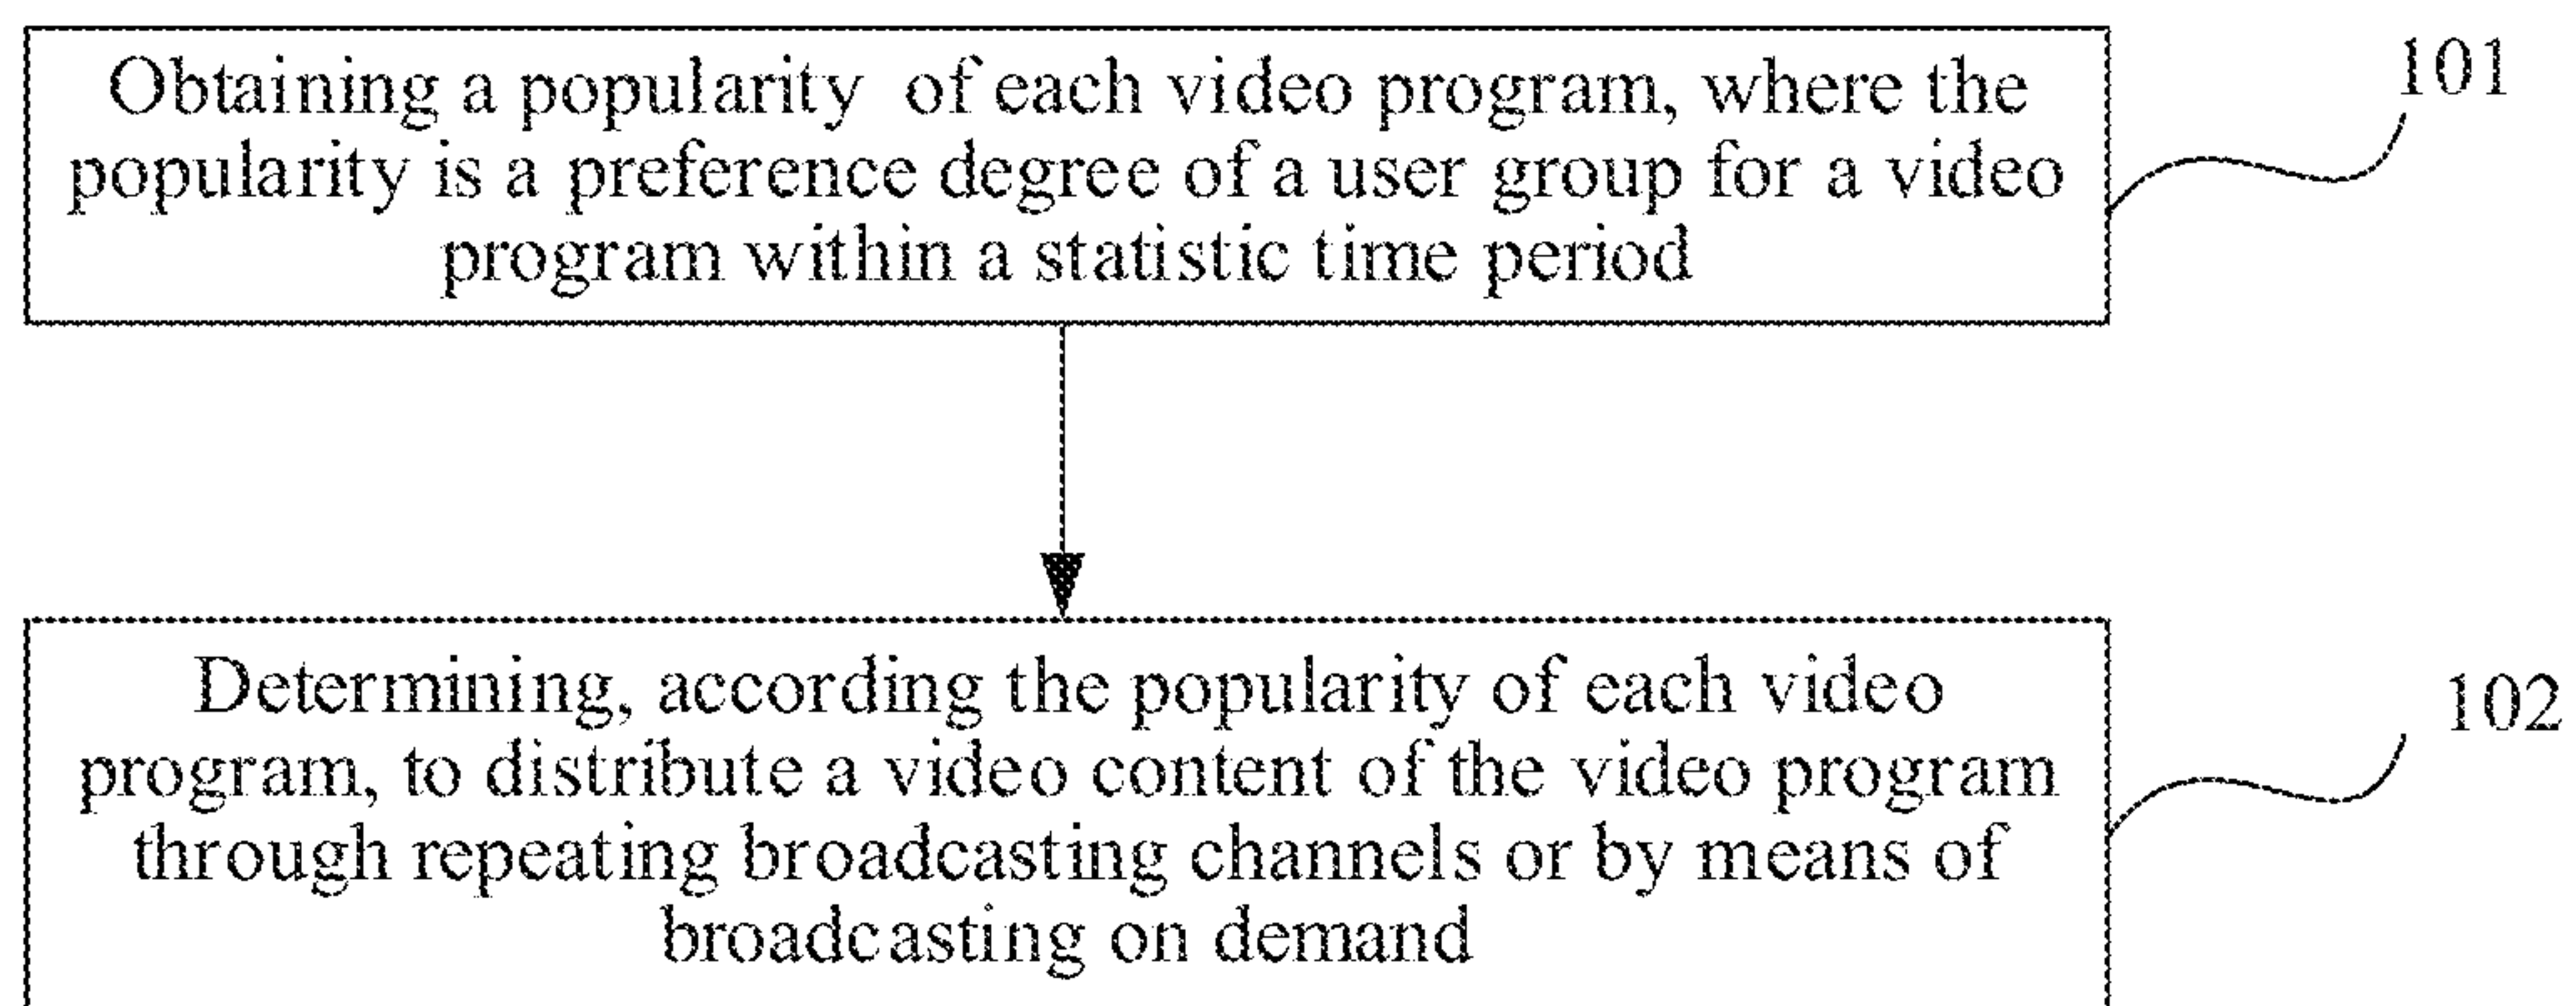 Obtaining a popularity of each video program, where the
popularity is a preference degree of a user group for a video
program within a statistic time period
101
Determining, according the popularity of each video
program, to distribute a video content of the video program
through repeating broadcasting channels or by means of
broadcasting on demand
102